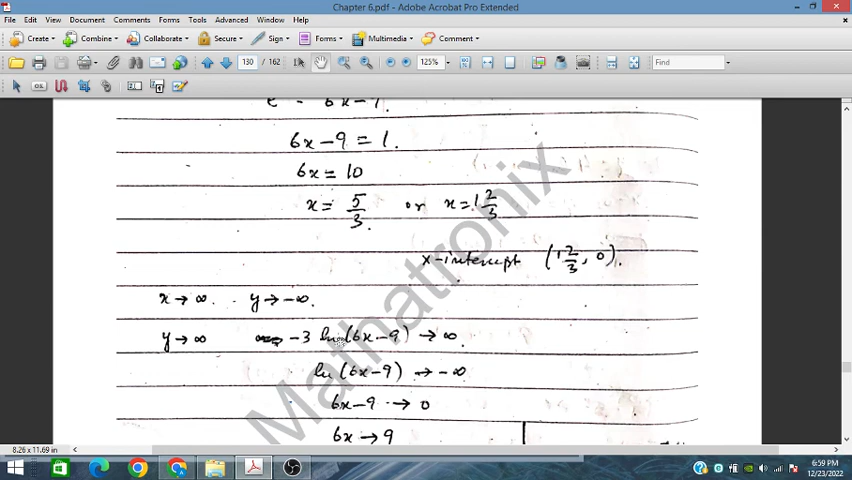 Chapter 6.pdf - Adobe Acrobat Pro Extended
File Edit View Document Comments Forms Tools Advanced Window Help
Create Combine Collaborate Secure Sign Forms Multimedia Comment
130 / 162 125% Find
6x-9 = 1.
6x = 10
x = 5/3. or x = 1 2/3
x-intercept (1 2/3, 0).
x → ∞. y → -∞.
y → ∞ -3 ln(6x-9) → ∞.
ln(6x-9) → -∞
6x-9 → 0
6x → 9
Mathatronix
8.26 x 11.69 in
6:59 PM
12/23/2022